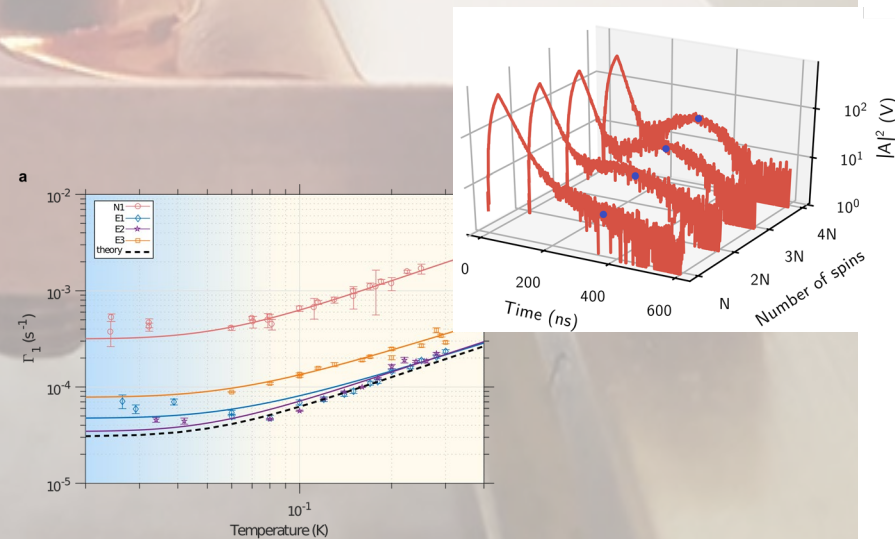 a
10^-2
10^-3
10^-4
10^-5
Γ_1 (s^-1)
N1
E1
E2
E3
theory
10^-1
Temperature (K)
10^2
10^1
10^0
|A|^2 (V)
0
200
400
600
Time (ns)
N
2N
3N
4N
Number of spins